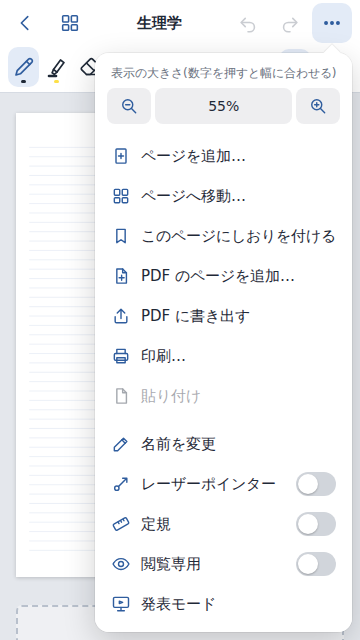 生理学
表示の大きさ(数字を押すと幅に合わせる)
55%
ページを追加…
ページへ移動…
このページにしおりを付ける
PDF のページを追加…
PDF に書き出す
印刷…
貼り付け
名前を変更
レーザーポインター
定規
閲覧専用
発表モード